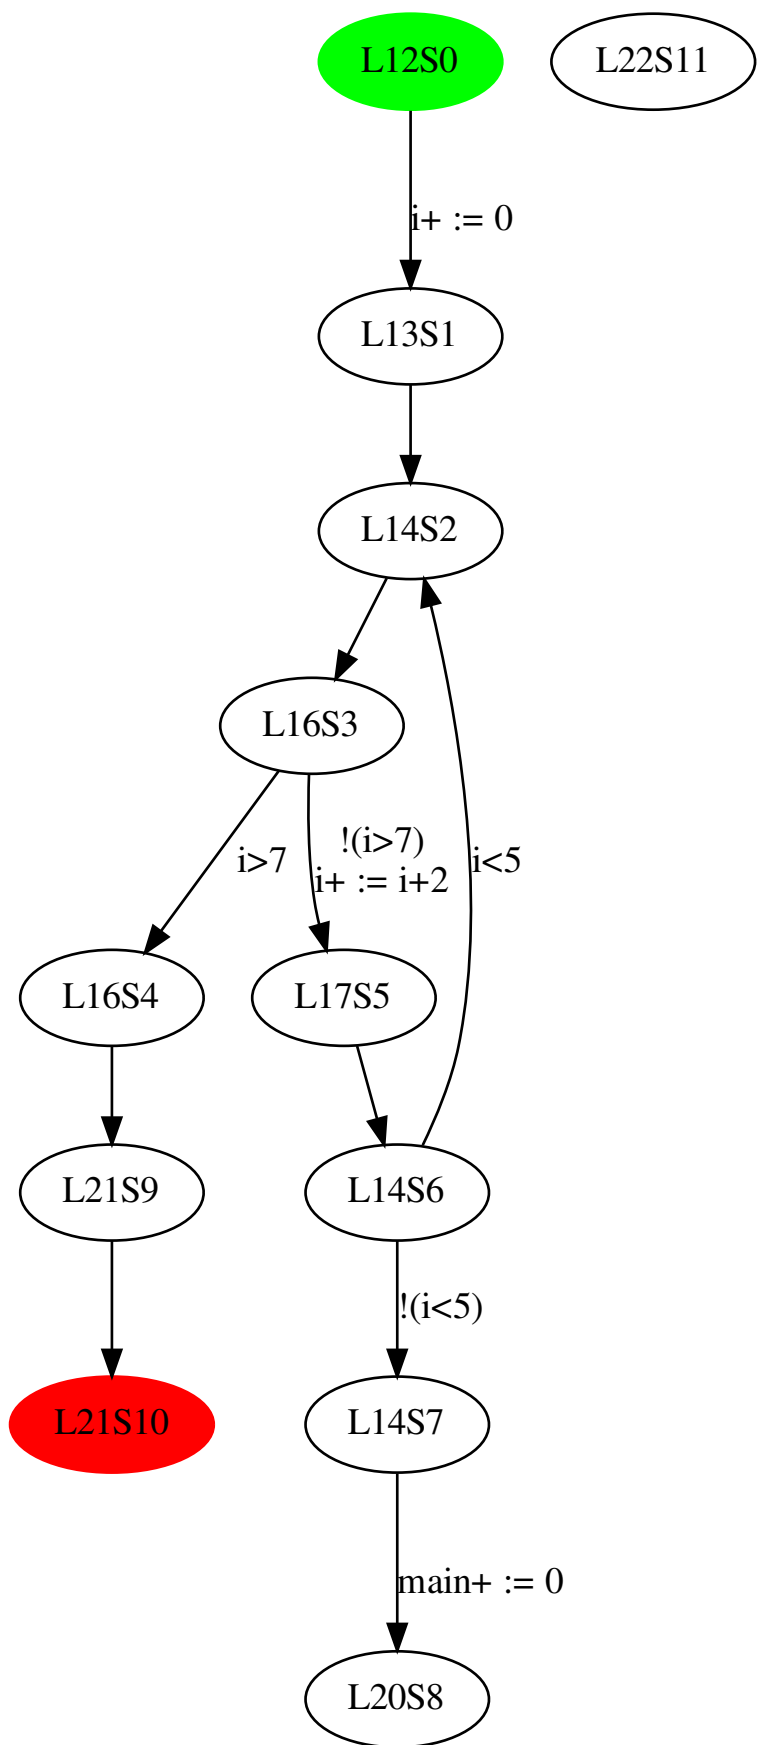 L12S0
L22S11
i+ := 0
L13S1
L14S2
L16S3
!(i>7)
i>7
i<5
i+ := i+2
L16S4
L17S5
L21S9
L14S6
!(i<5)
L21S10
L14S7
main+ := 0
L20S8